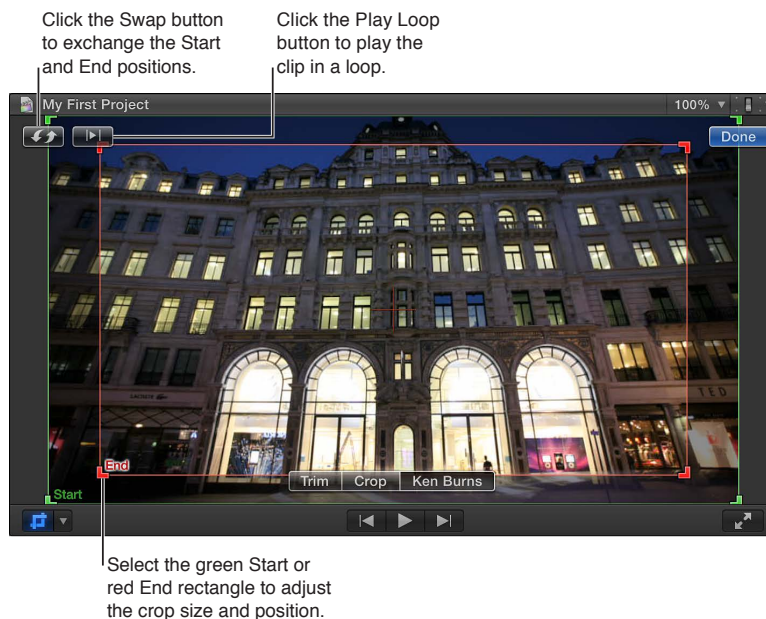 Click the Swap button
to exchange the Start
and End positions.
Click the Play Loop
button to play the
clip in a loop.
My First Project
100%
Done
LACOSTE
TED
End
Start
Trim
Crop
Ken Burns
Select the green Start or
red End rectangle to adjust
the crop size and position.